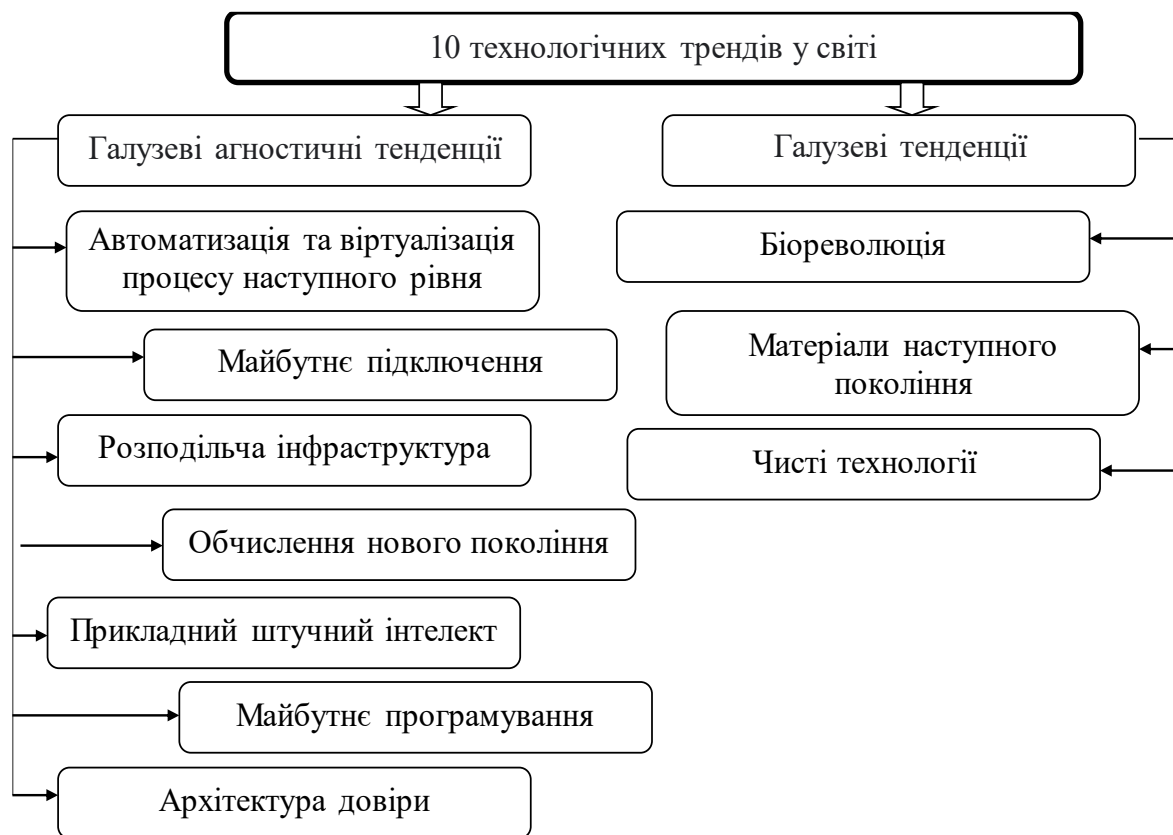 10 технологічних трендів у світі
Галузеві агностичні тенденції
Автоматизація та віртуалізація
процесу наступного рівня
Майбутнє підключення
Розподільча інфраструктура
Обчислення нового покоління
Прикладний штучний інтелект
Майбутнє програмування
Архітектура довіри
Галузеві тенденції
Біореволюція
Матеріали наступного
покоління
Чисті технології